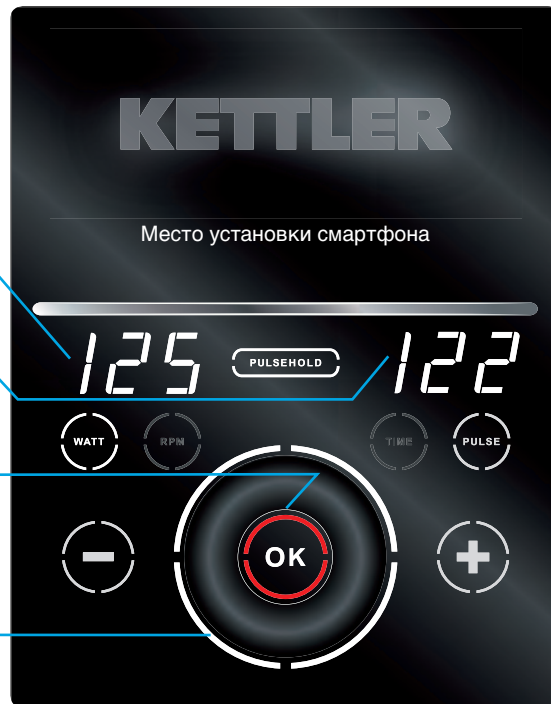 KETTLER
Место установки смартфона
125 PULSEHOLD 122
WATT RPM TIME PULSE
OK